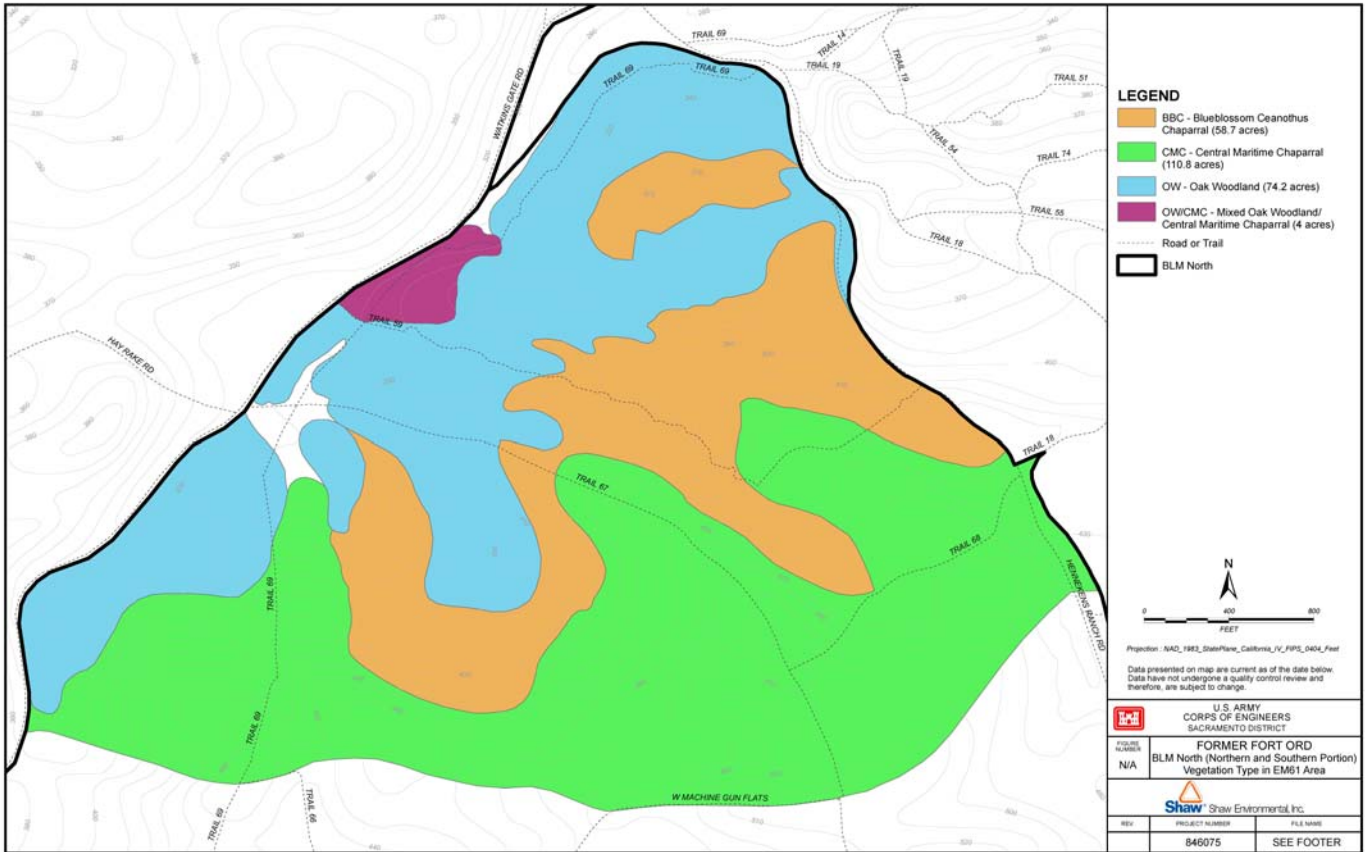 TRAIL 69
TRAIL 14
TRAIL 69
TRAIL 69
TRAIL 19
TRAIL 19
TRAIL 51
WATKINS GATE RD
TRAIL 54
TRAIL 74
TRAIL 55
TRAIL 18
TRAIL 59
HAY RAKE RD
TRAIL 18
TRAIL 67
TRAIL 68
TRAIL 69
HENNEKENS RANCH RD
TRAIL 69
W MACHINE GUN FLATS
TRAIL 69
TRAIL 66
LEGEND
BBC - Blueblossom Ceanothus
Chaparral (58.7 acres)
CMC - Central Maritime Chaparral
(110.8 acres)
OW - Oak Woodland (74.2 acres)
OW/CMC - Mixed Oak Woodland/
Central Maritime Chaparral (4 acres)
Road or Trail
BLM North
N
0 400 800
FEET
Projection : NAD_1983_StatePlane_California_IV_FIPS_0404_Feet
Data presented on map are current as of the date below.
Data have not undergone a quality control review and
therefore, are subject to change.
U.S. ARMY
CORPS OF ENGINEERS
SACRAMENTO DISTRICT
FIGURE
NUMBER
N/A
FORMER FORT ORD
BLM North (Northern and Southern Portion)
Vegetation Type in EM61 Area
Shaw Shaw Environmental, Inc.
REV
PROJECT NUMBER
FILE NAME
846075
SEE FOOTER